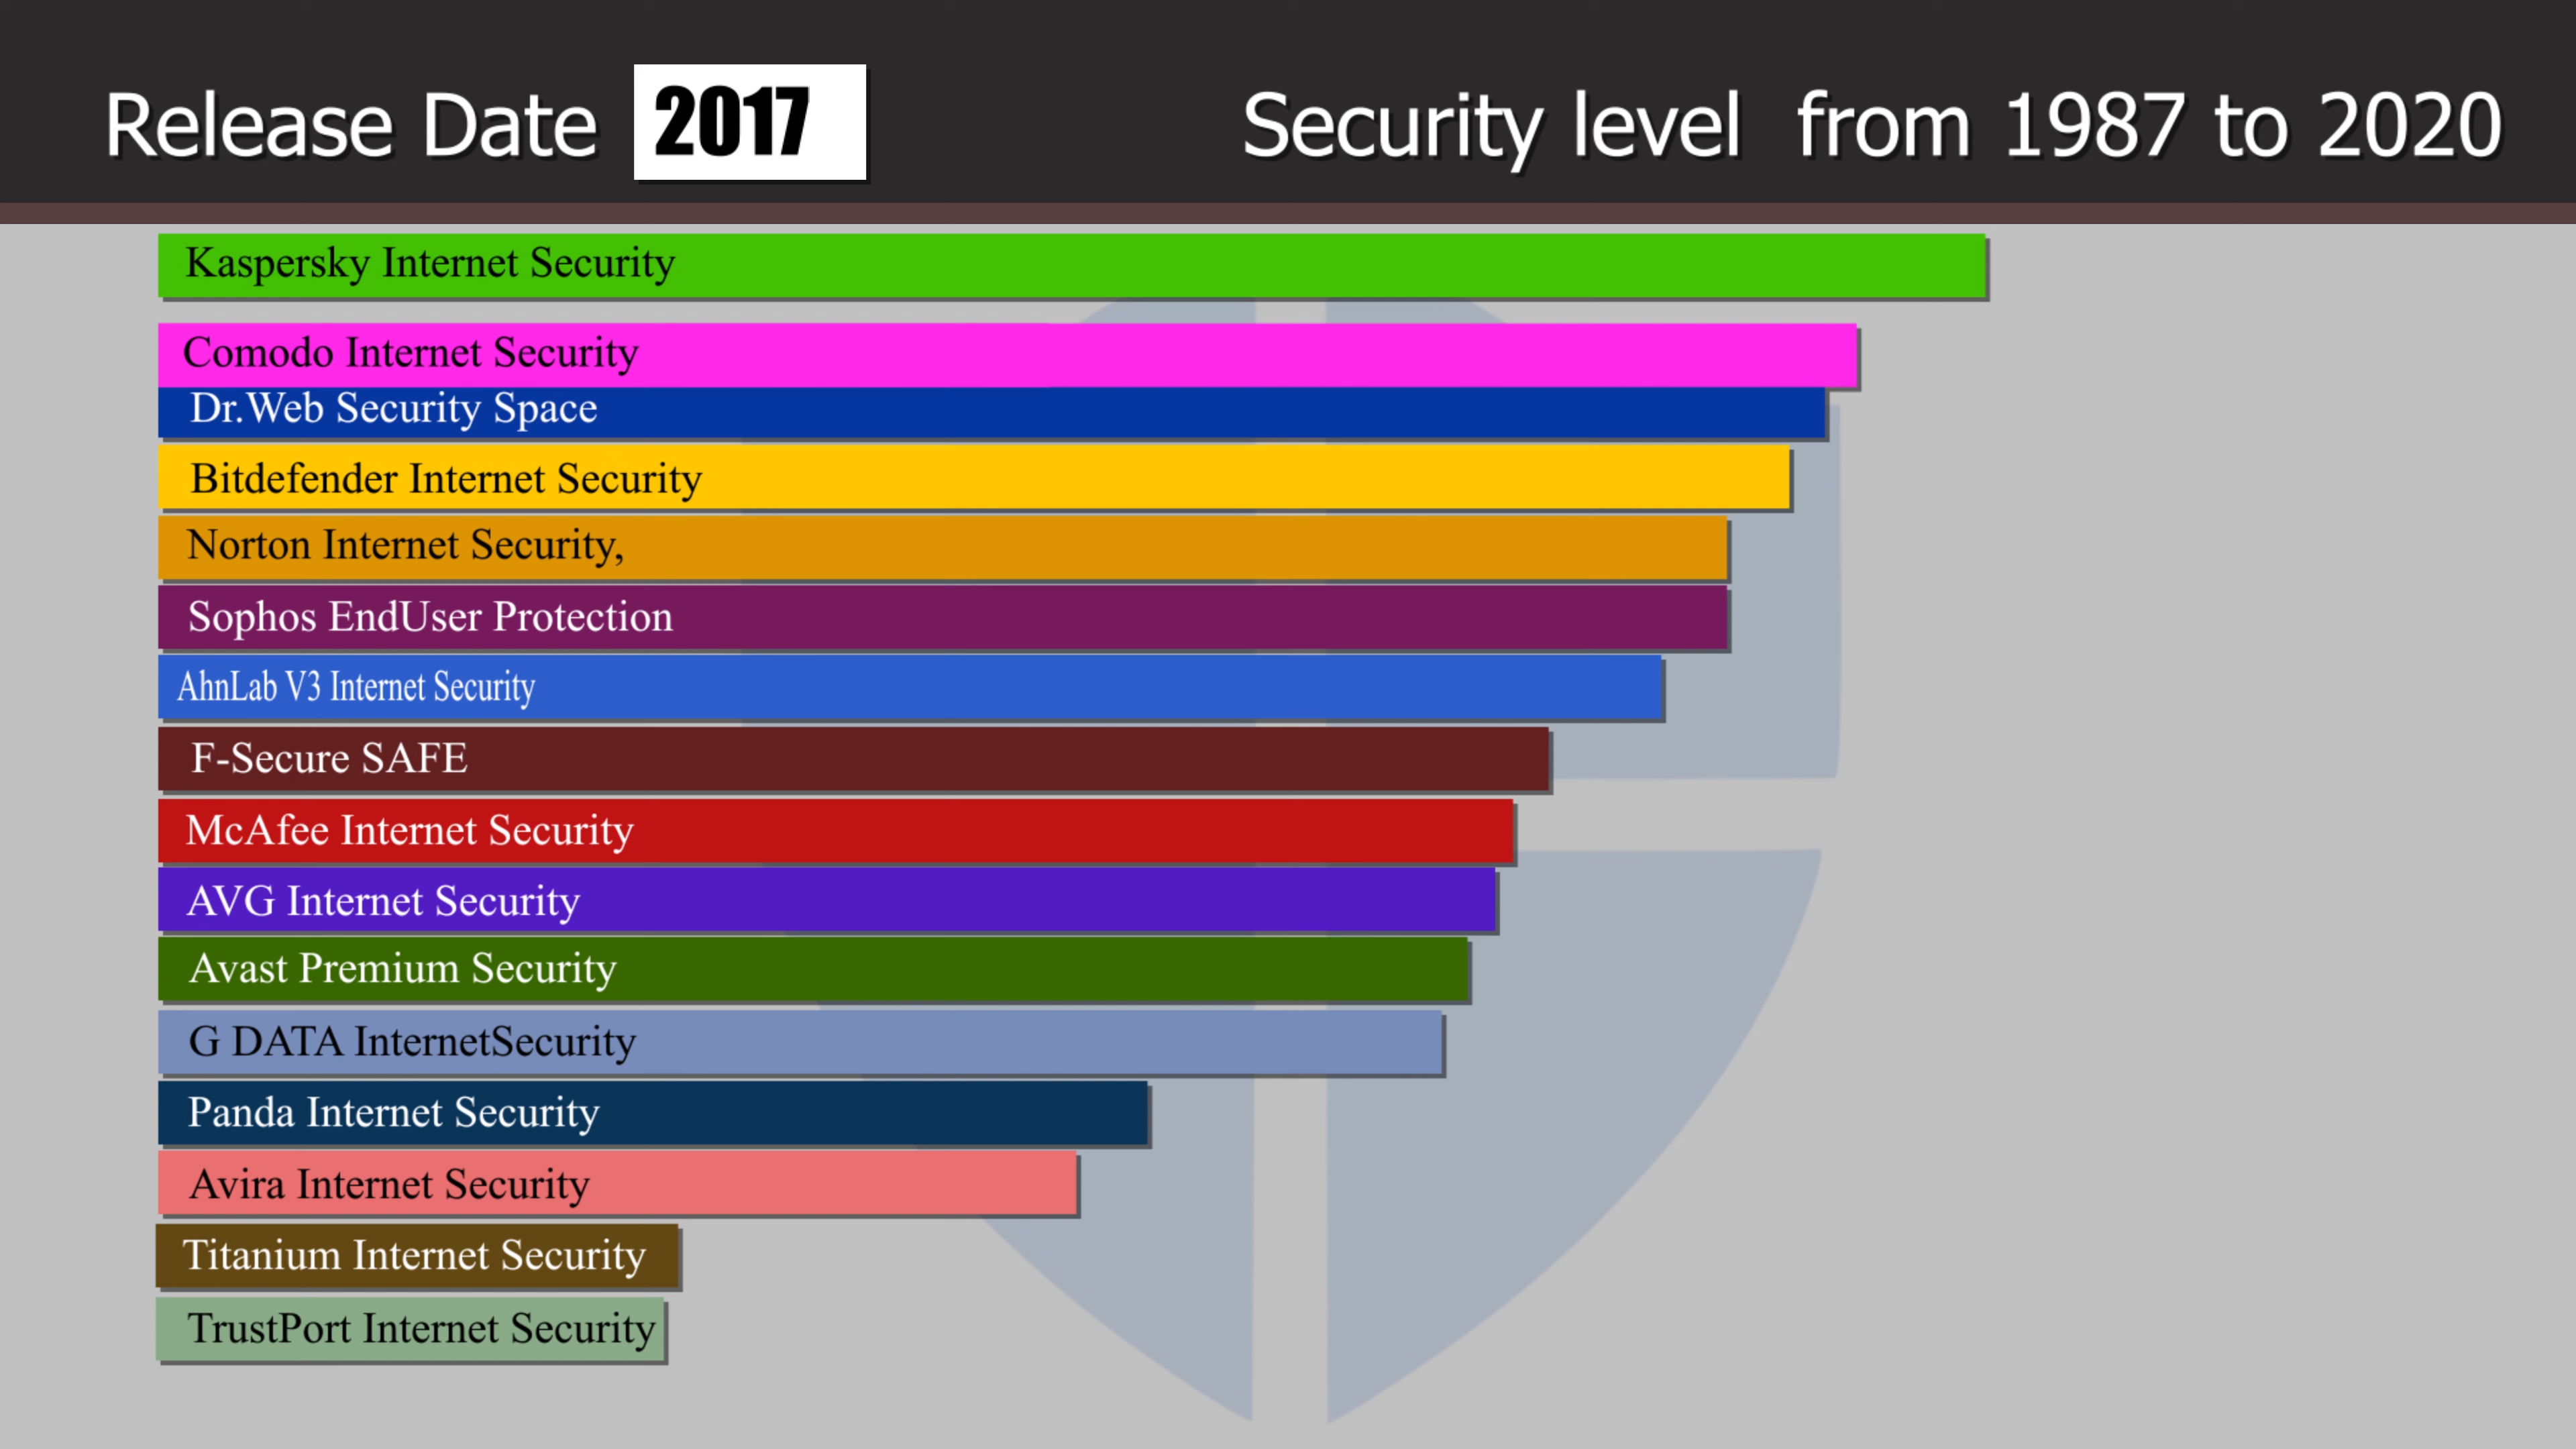 Release Date 2017
Security level from 1987 to 2020
Kaspersky Internet Security
Comodo Internet Security
Dr.Web Security Space
Bitdefender Internet Security
Norton Internet Security,
Sophos EndUser Protection
AhnLab V3 Internet Security
F-Secure SAFE
McAfee Internet Security
AVG Internet Security
Avast Premium Security
G DATA InternetSecurity
Panda Internet Security
Avira Internet Security
Titanium Internet Security
TrustPort Internet Security